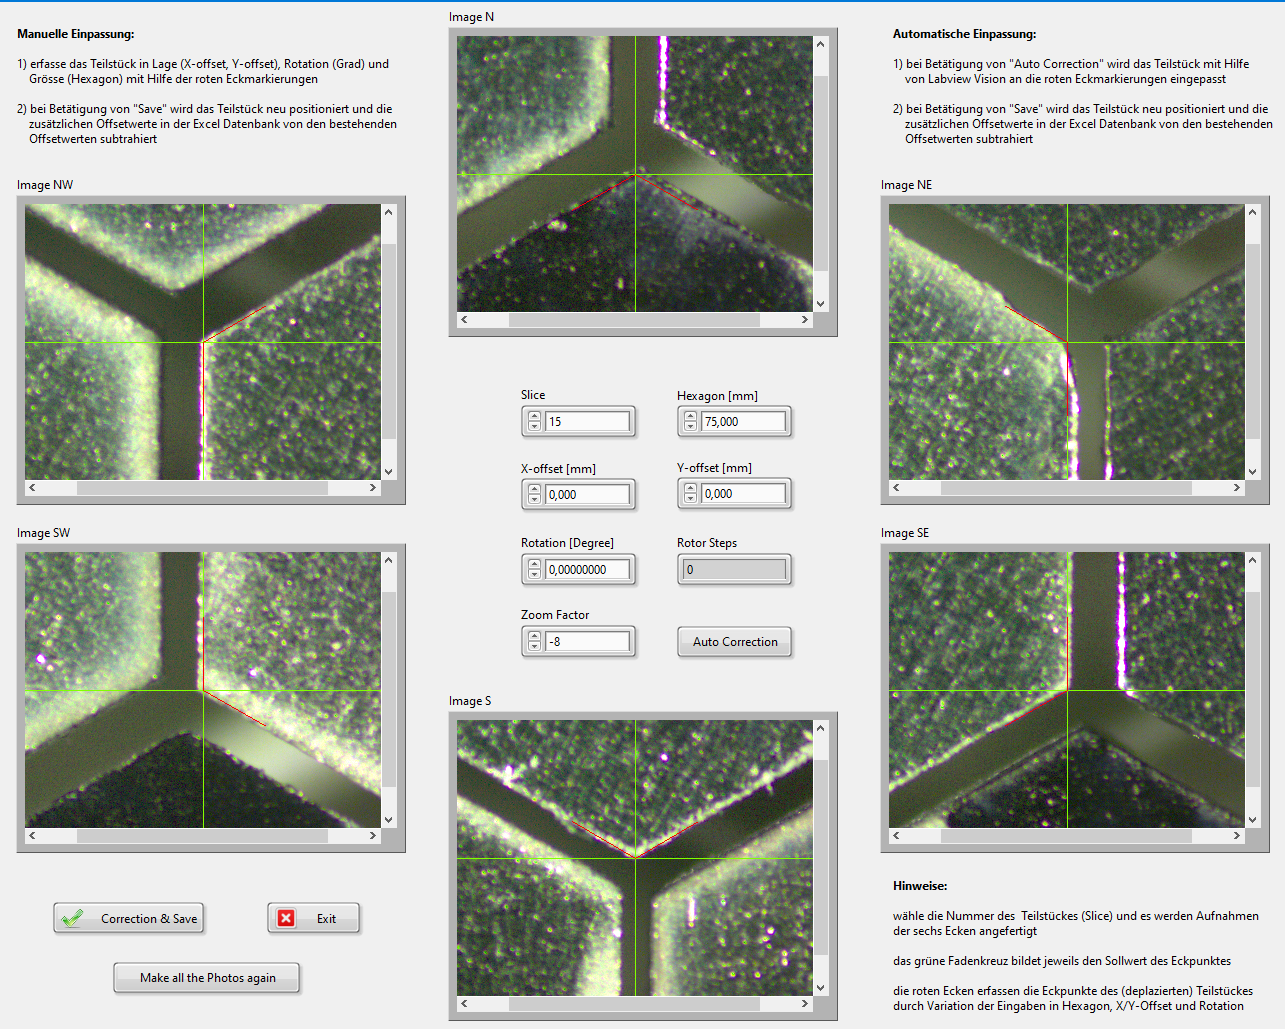 Image N
Manuelle Einpassung:
1) erfasse das Teilstück in Lage (X-offset, Y-offset), Rotation (Grad) und
Grösse (Hexagon) mit Hilfe der roten Eckmarkierungen
2) bei Betätigung von "Save" wird das Teilstück neu positioniert und die
zusätzlichen Offsetwerte in der Excel Datenbank von den bestehenden
Offsetwerten subtrahiert
Automatische Einpassung:
1) bei Betätigung von "Auto Correction" wird das Teilstück mit Hilfe
von Labview Vision an die roten Eckmarkierungen eingepasst
2) bei Betätigung von "Save" wird das Teilstück neu positioniert und die
zusätzlichen Offsetwerte in der Excel Datenbank von den bestehenden
Offsetwerten subtrahiert
Image NW
Image NE
Slice
15
Hexagon [mm]
75,000
X-offset [mm]
0,000
Y-offset [mm]
0,000
Rotation [Degree]
0,00000000
Rotor Steps
0
Zoom Factor
-8
Auto Correction
Image SW
Image SE
Image S
Correction & Save
Exit
Make all the Photos again
Hinweise:
wähle die Nummer des Teilstückes (Slice) und es werden Aufnahmen
der sechs Ecken angefertigt
das grüne Fadenkreuz bildet jeweils den Sollwert des Eckpunktes
die roten Ecken erfassen die Eckpunkte des (deplazierten) Teilstückes
durch Variation der Eingaben in Hexagon, X/Y-Offset und Rotation